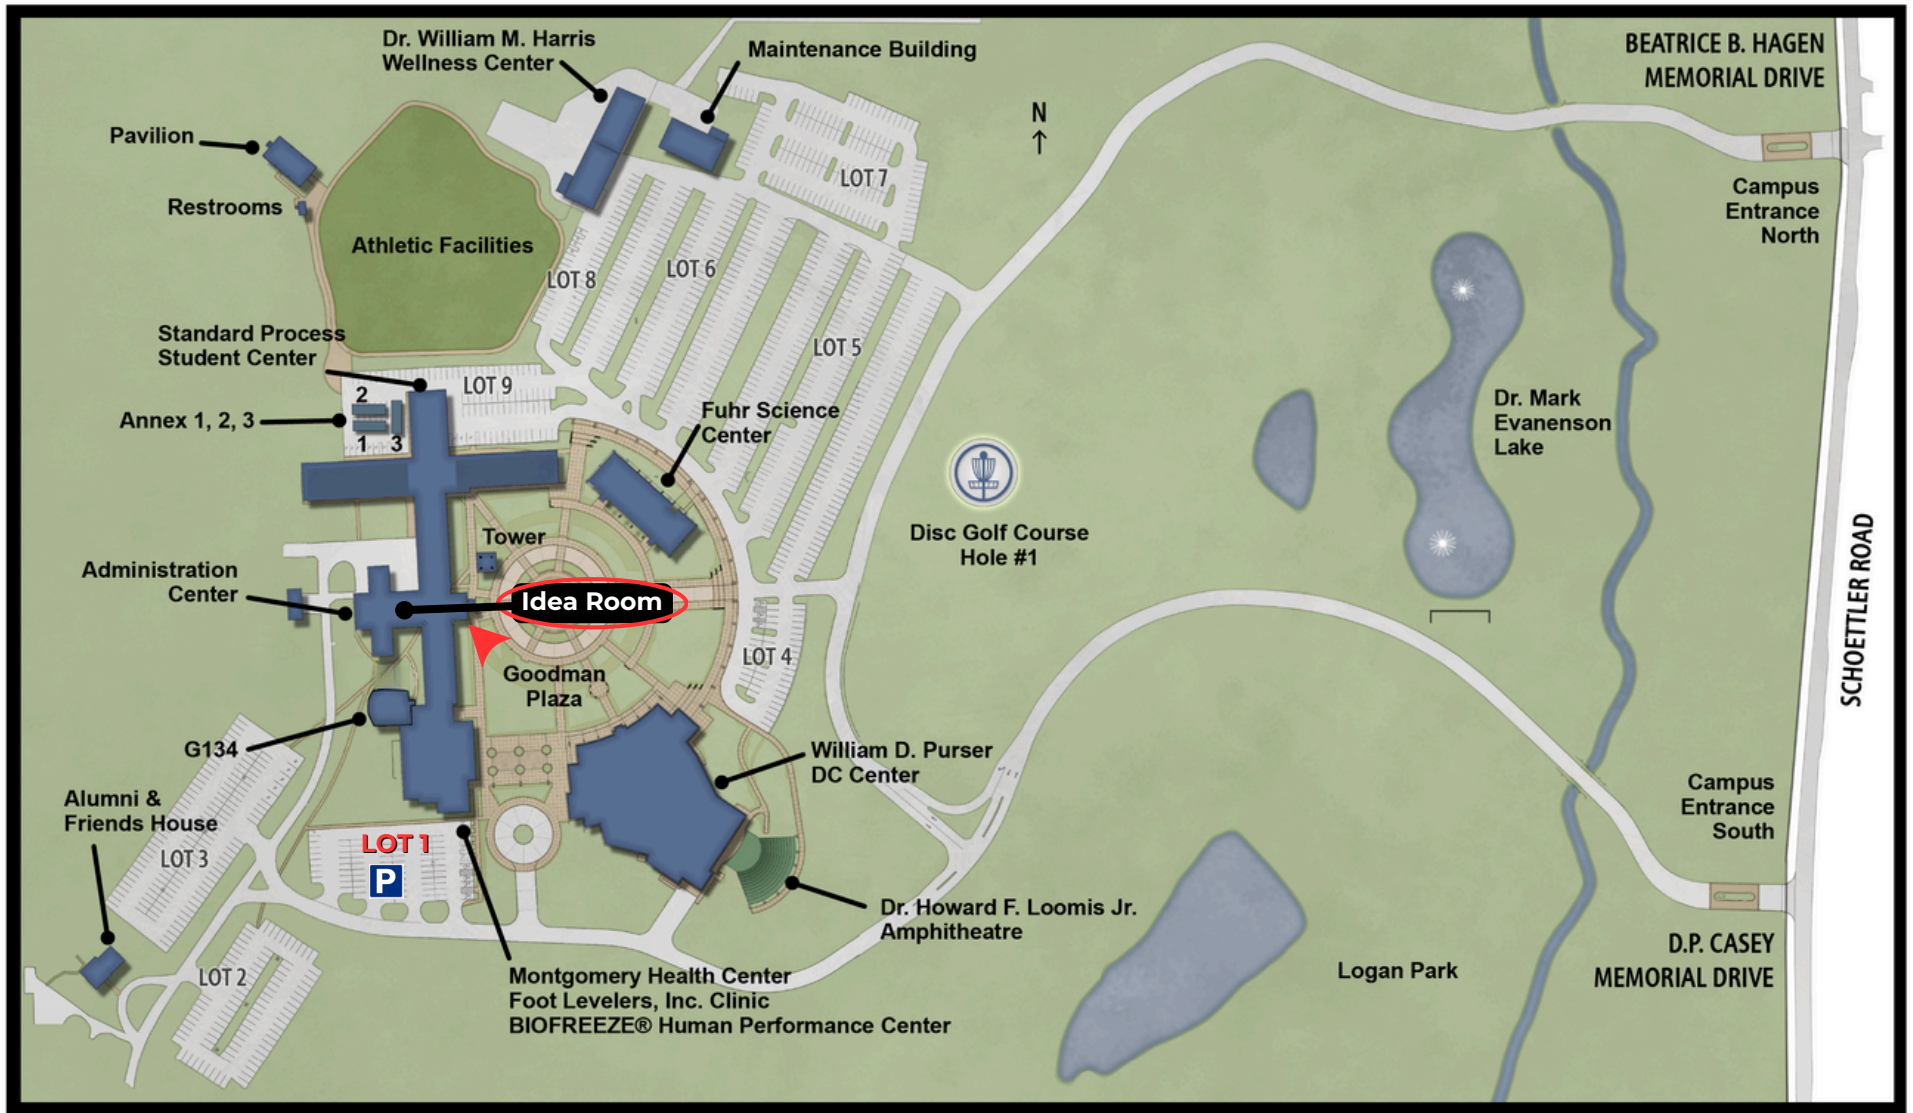 Dr. William M. Harris
Wellness Center
Maintenance Building
BEATRICE B. HAGEN
MEMORIAL DRIVE
N
Pavilion
LOT 7
Restrooms
Campus
Entrance
North
Athletic Facilities
LOT 8
LOT 6
Standard Process
Student Center
LOT 5
LOT 9
2
Annex 1, 2, 3
1
3
Fuhr Science
Center
Dr. Mark
Evanenson
Lake
Disc Golf Course
Hole #1
Tower
SCHOETTLER ROAD
Administration
Center
Idea Room
LOT 4
Goodman
Plaza
G134
William D. Purser
DC Center
Campus
Entrance
South
Alumni &
Friends House
LOT 3
LOT 1
P
Dr. Howard F. Loomis Jr.
Amphitheatre
D.P. CASEY
MEMORIAL DRIVE
Logan Park
LOT 2
Montgomery Health Center
Foot Levelers, Inc. Clinic
BIOFREEZE® Human Performance Center